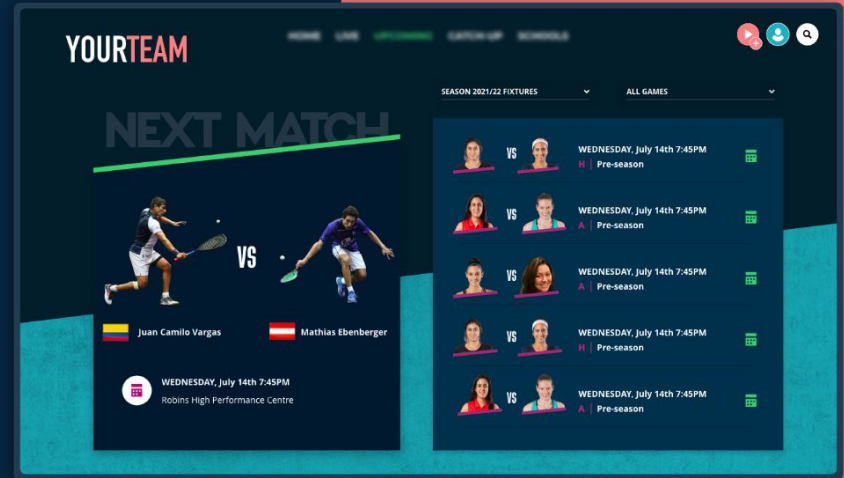 YOURTEAM
HOME LIVE UPCOMING CATCH-UP SCHOOLS
SEASON 2021/22 FIXTURES
ALL GAMES
NEXT MATCH
VS
Juan Camilo Vargas
Mathias Ebenberger
WEDNESDAY, July 14th 7:45PM
Robins High Performance Centre
VS
WEDNESDAY, July 14th 7:45PM
H | Pre-season
VS
WEDNESDAY, July 14th 7:45PM
A | Pre-season
VS
WEDNESDAY, July 14th 7:45PM
A | Pre-season
VS
WEDNESDAY, July 14th 7:45PM
H | Pre-season
VS
WEDNESDAY, July 14th 7:45PM
A | Pre-season